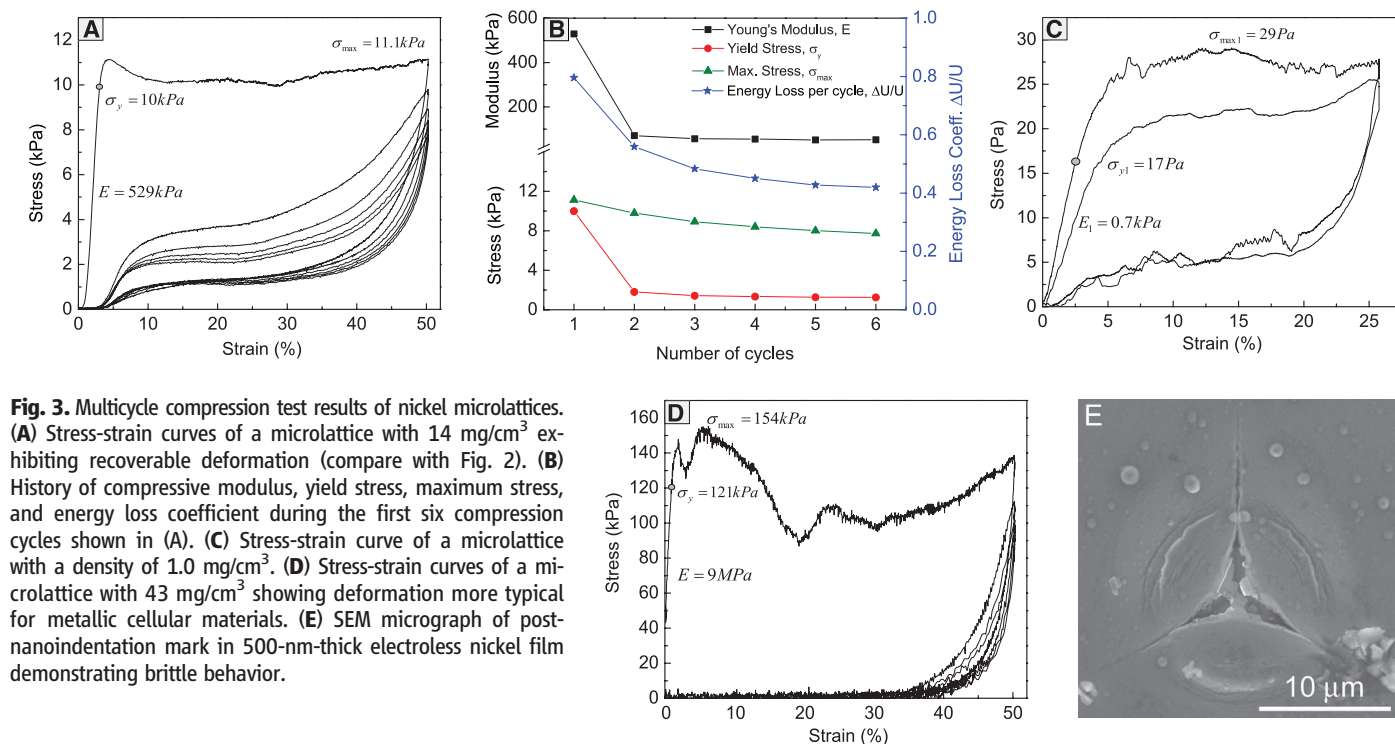 A
σmax = 11.1kPa
σy = 10kPa
E = 529kPa
Stress (kPa)
12
10
8
6
4
2
0
0 10 20 30 40 50
Strain (%)
B
Young's Modulus, E
Yield Stress, σy
Max. Stress, σmax
Energy Loss per cycle, ΔU/U
Modulus (kPa)
600
400
200
Stress (kPa)
12
8
4
0
1.0
0.8
0.6
0.4
0.2
0.0
Energy Loss Coeff. ΔU/U
1 2 3 4 5 6
Number of cycles
C
σmax 1 = 29Pa
σy1 = 17Pa
E1 = 0.7kPa
Stress (Pa)
30
25
20
15
10
5
0
0 5 10 15 20 25
Strain (%)
Fig. 3. Multicycle compression test results of nickel microlattices.
(A) Stress-strain curves of a microlattice with 14 mg/cm³ ex-
hibiting recoverable deformation (compare with Fig. 2). (B)
History of compressive modulus, yield stress, maximum stress,
and energy loss coefficient during the first six compression
cycles shown in (A). (C) Stress-strain curve of a microlattice
with a density of 1.0 mg/cm³. (D) Stress-strain curves of a mi-
crolattice with 43 mg/cm³ showing deformation more typical
for metallic cellular materials. (E) SEM micrograph of post-
nanoindentation mark in 500-nm-thick electroless nickel film
demonstrating brittle behavior.
D
σmax = 154kPa
σy = 121kPa
E = 9MPa
Stress (kPa)
160
140
120
100
80
60
40
20
0
0 10 20 30 40 50
Strain (%)
E
10 μm